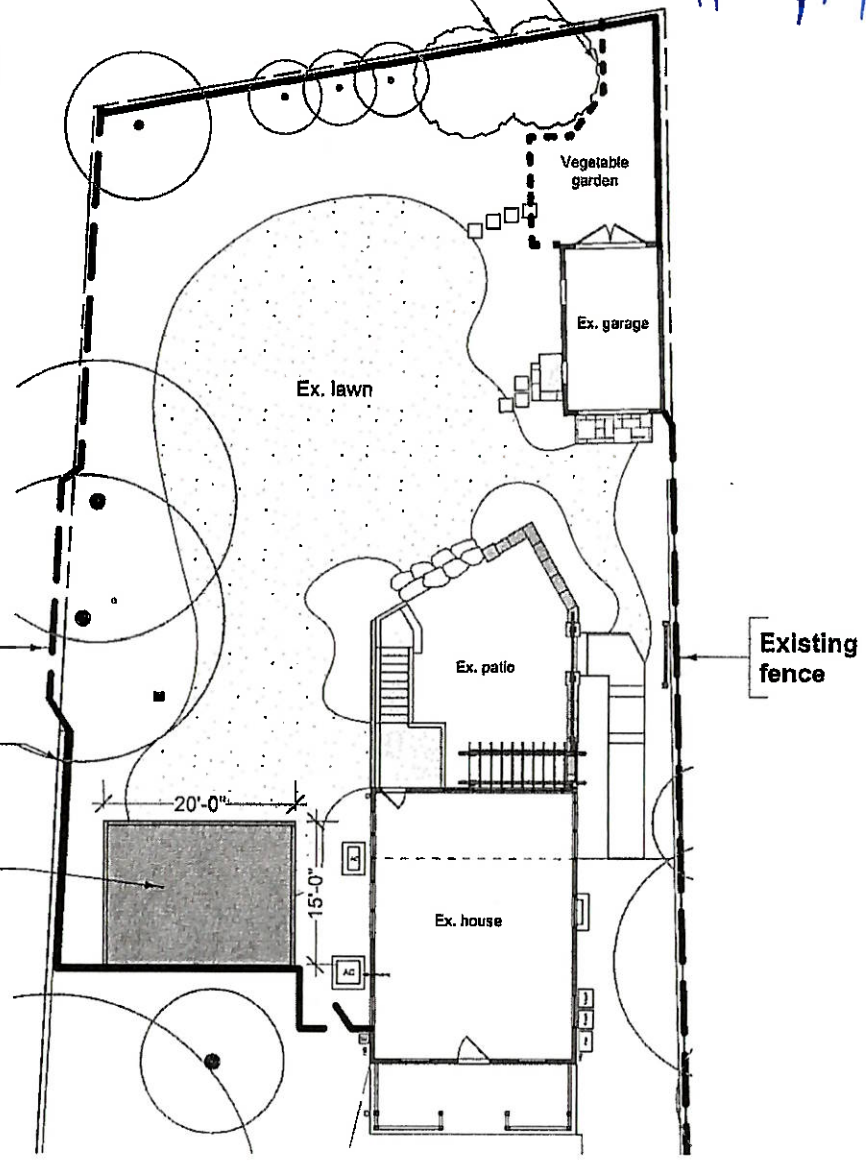 Vegetable
garden
Ex. garage
Ex. lawn
Existing
fence
Ex. patio
20'-0"
15'-0"
Ex. house
AC